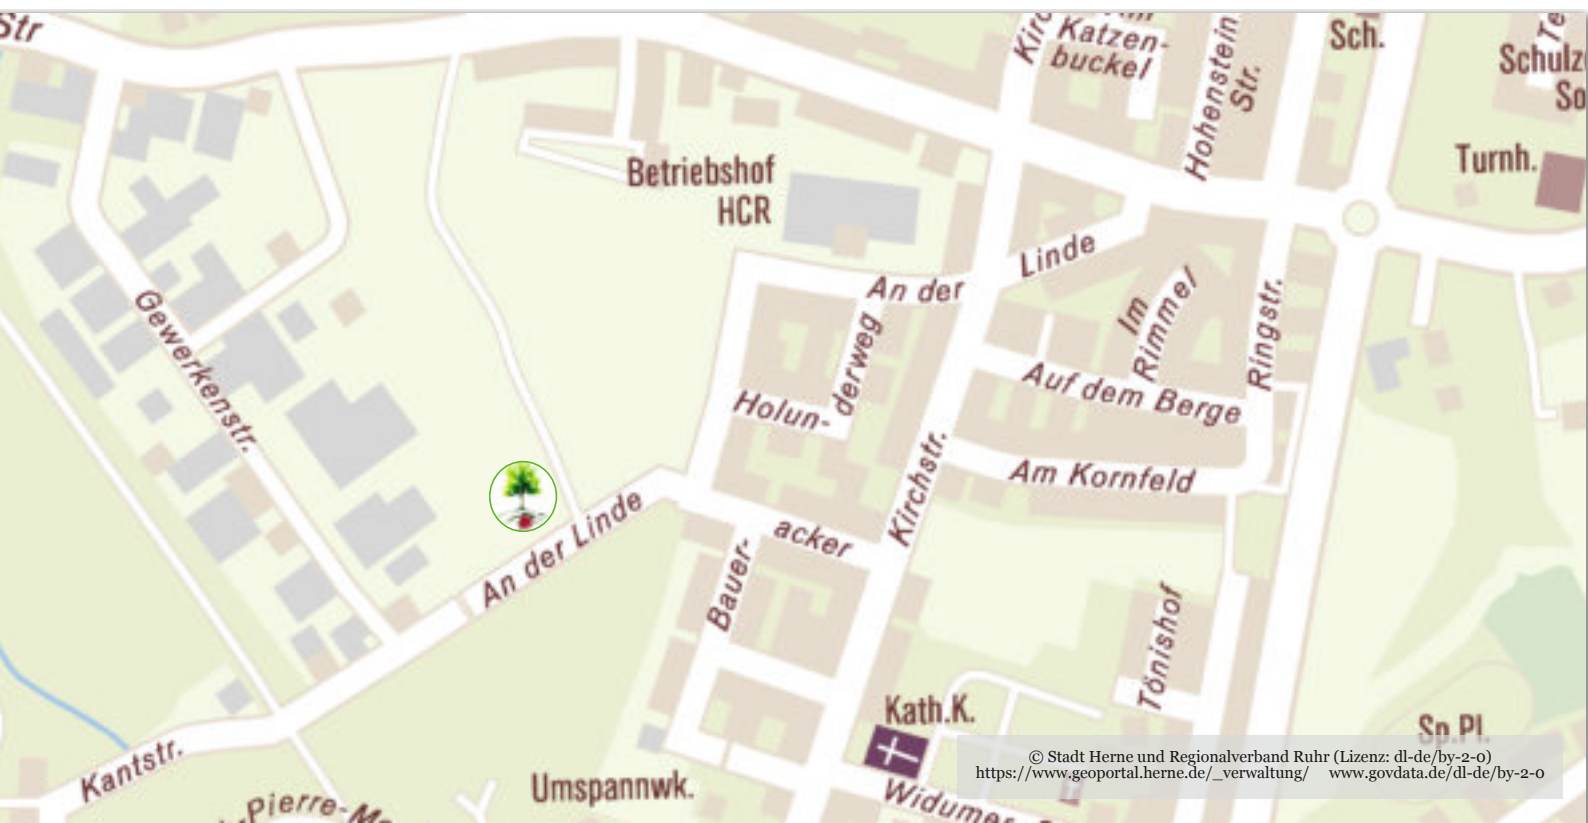 Str
Katzen-
buckel
Hohenstein
Str.
Sch.
Schulz
So
Turnh.
Betriebshof
HCR
An der
Linde
Im
Rimmel
Ringstr.
Gewerkenstr.
Holun-
derweg
Auf dem Berge
Am Kornfeld
Kirchstr.
An der Linde
acker
Bauer-
Tönishof
Kath.K.
Sp.Pl.
Kantstr.
Umspannwk.
Pierre-
Widumer
© Stadt Herne und Regionalverband Ruhr (Lizenz: dl-de/by-2-0)
https://www.geoportal.herne.de/_verwaltung/ www.govdata.de/dl-de/by-2-0